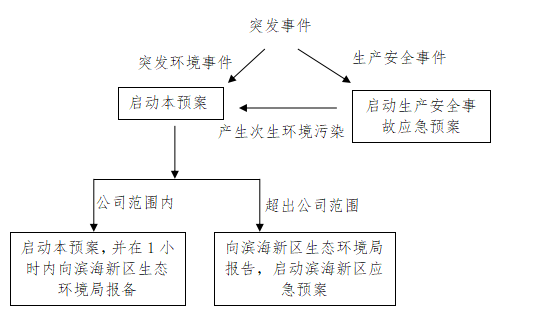 突发事件
突发环境事件
生产安全事件
启动本预案
启动生产安全事
故应急预案
产生次生环境污染
公司范围内
超出公司范围
启动本预案，并在1小
时内向滨海新区生态
环境局报备
向滨海新区生态环境局
报告，启动滨海新区应
急预案